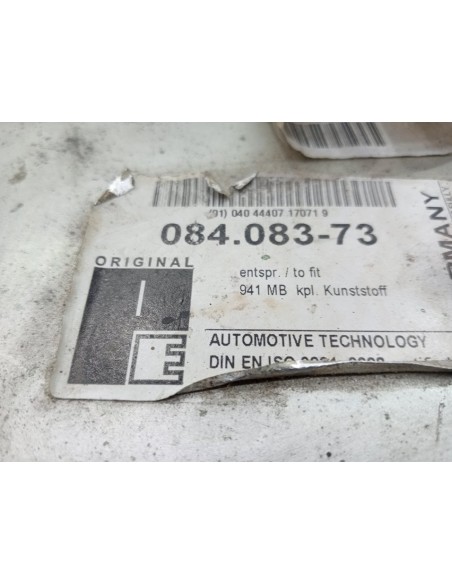 (91) 040 44407 17071 9
084.083-73
ORIGINAL
entspr. / to fit
941 MB kpl. Kunststoff
AUTOMOTIVE TECHNOLOGY
DIN EN ISO
RMANY